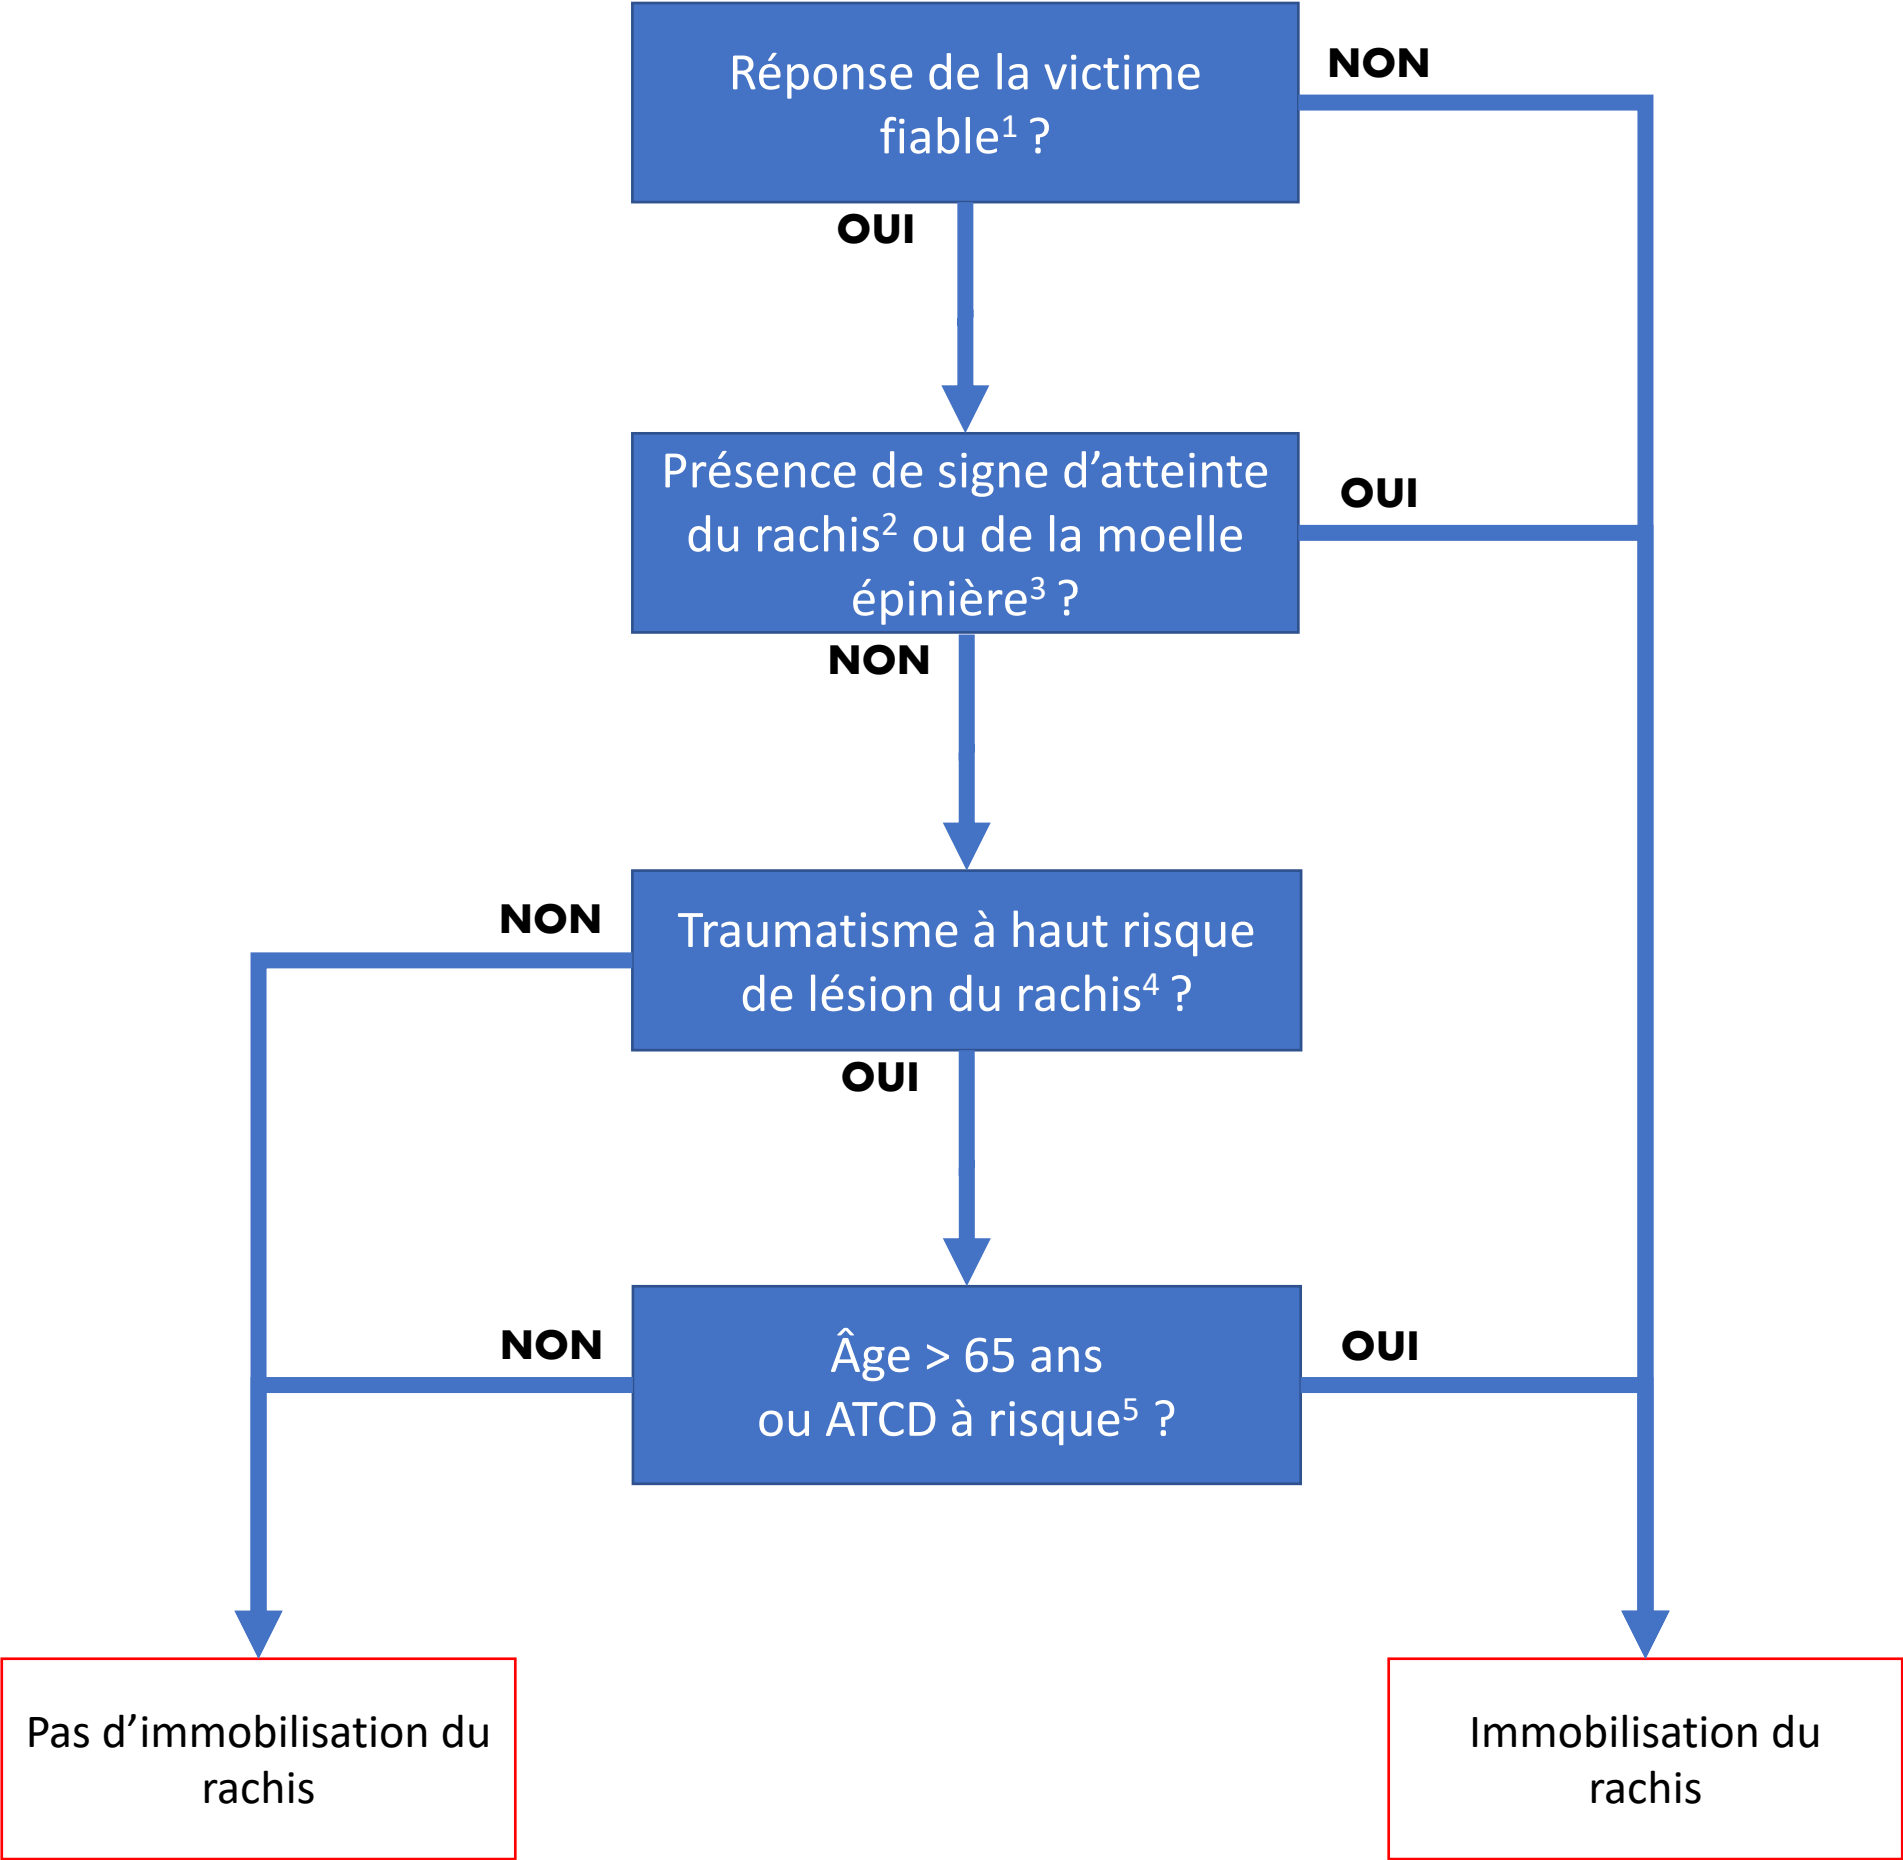 Réponse de la victime
fiable¹ ?
NON
OUI
Présence de signe d’atteinte
du rachis² ou de la moelle
épinière³ ?
OUI
NON
Traumatisme à haut risque
de lésion du rachis⁴ ?
NON
OUI
Âge > 65 ans
ou ATCD à risque⁵ ?
NON
OUI
Pas d’immobilisation du
rachis
Immobilisation du
rachis